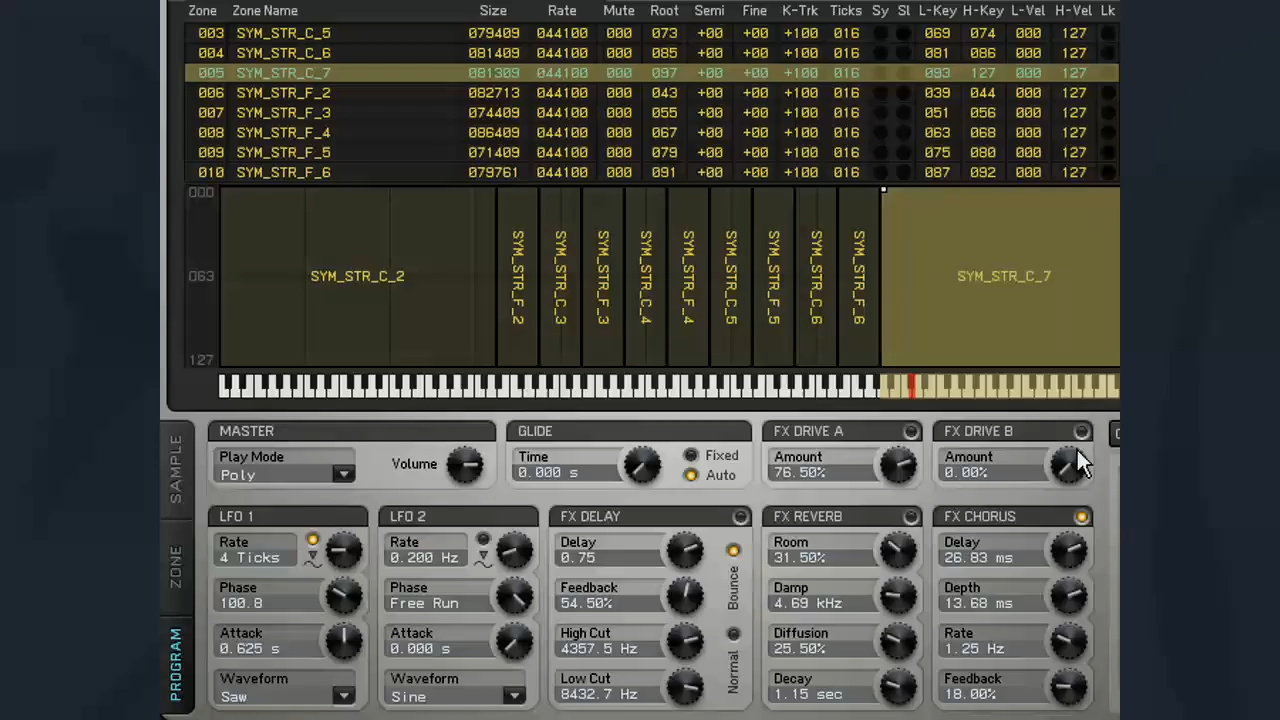 Zone Zone Name Size Rate Mute Root Semi Fine K-Trk Ticks Sy Sl L-Key H-Key L-Vel H-Vel Lk
003 SYM_STR_C_5 079409 044100 000 073 +00 +00 +100 016 069 074 000 127
004 SYM_STR_C_6 081409 044100 000 085 +00 +00 +100 016 081 086 000 127
005 SYM_STR_C_7 081309 044100 000 097 +00 +00 +100 016 093 127 000 127
006 SYM_STR_F_2 082713 044100 000 043 +00 +00 +100 016 039 044 000 127
007 SYM_STR_F_3 074409 044100 000 055 +00 +00 +100 016 051 056 000 127
008 SYM_STR_F_4 086409 044100 000 067 +00 +00 +100 016 063 068 000 127
009 SYM_STR_F_5 071409 044100 000 079 +00 +00 +100 016 075 080 000 127
010 SYM_STR_F_6 079761 044100 000 091 +00 +00 +100 016 087 092 000 127
000
063
127
SYM_STR_C_2
SYM_STR_F_2
SYM_STR_C_3
SYM_STR_F_3
SYM_STR_C_4
SYM_STR_F_4
SYM_STR_C_5
SYM_STR_F_5
SYM_STR_C_6
SYM_STR_F_6
SYM_STR_C_7
SAMPLE
ZONE
PROGRAM
MASTER
Play Mode
Poly
Volume
GLIDE
Time
0.000 s
Fixed
Auto
FX DRIVE A
Amount
76.50%
FX DRIVE B
Amount
0.00%
LFO 1
Rate
4 Ticks
Phase
100.8
Attack
0.625 s
Waveform
Saw
LFO 2
Rate
0.200 Hz
Phase
Free Run
Attack
0.000 s
Waveform
Sine
FX DELAY
Delay
0.75
Feedback
54.50%
High Cut
4357.5 Hz
Low Cut
8432.7 Hz
Bounce
Normal
FX REVERB
Room
31.50%
Damp
4.69 kHz
Diffusion
25.50%
Decay
1.15 sec
FX CHORUS
Delay
26.83 ms
Depth
13.68 ms
Rate
1.25 Hz
Feedback
18.00%